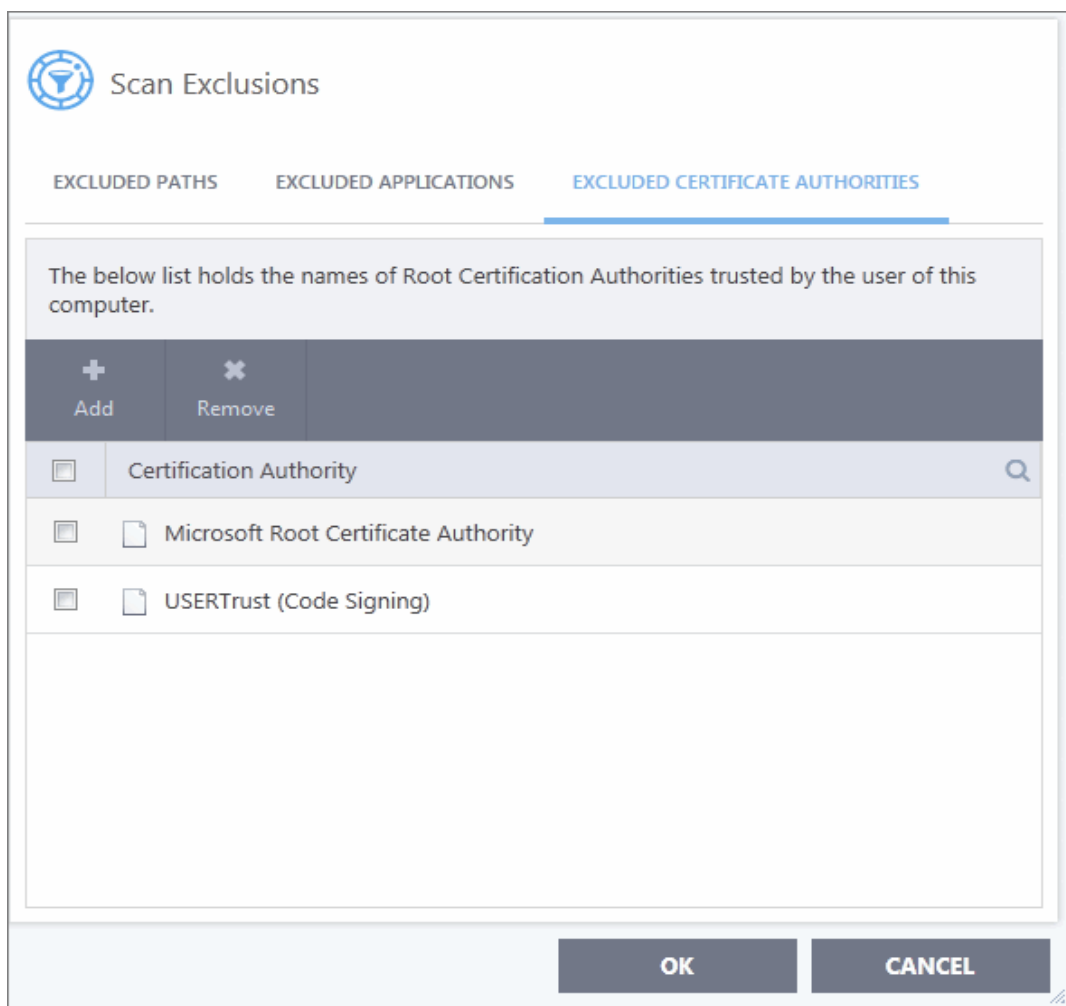 Scan Exclusions
EXCLUDED PATHS EXCLUDED APPLICATIONS EXCLUDED CERTIFICATE AUTHORITIES
The below list holds the names of Root Certification Authorities trusted by the user of this
computer.
Add Remove
Certification Authority
Microsoft Root Certificate Authority
USERTrust (Code Signing)
OK CANCEL